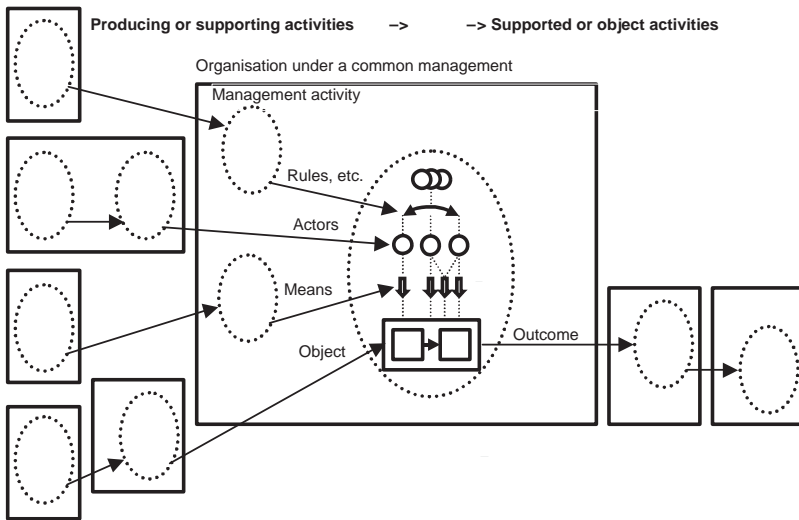 Producing or supporting activities –> –> Supported or object activities
Organisation under a common management
Management activity
Rules, etc.
Actors
Means
Object
Outcome